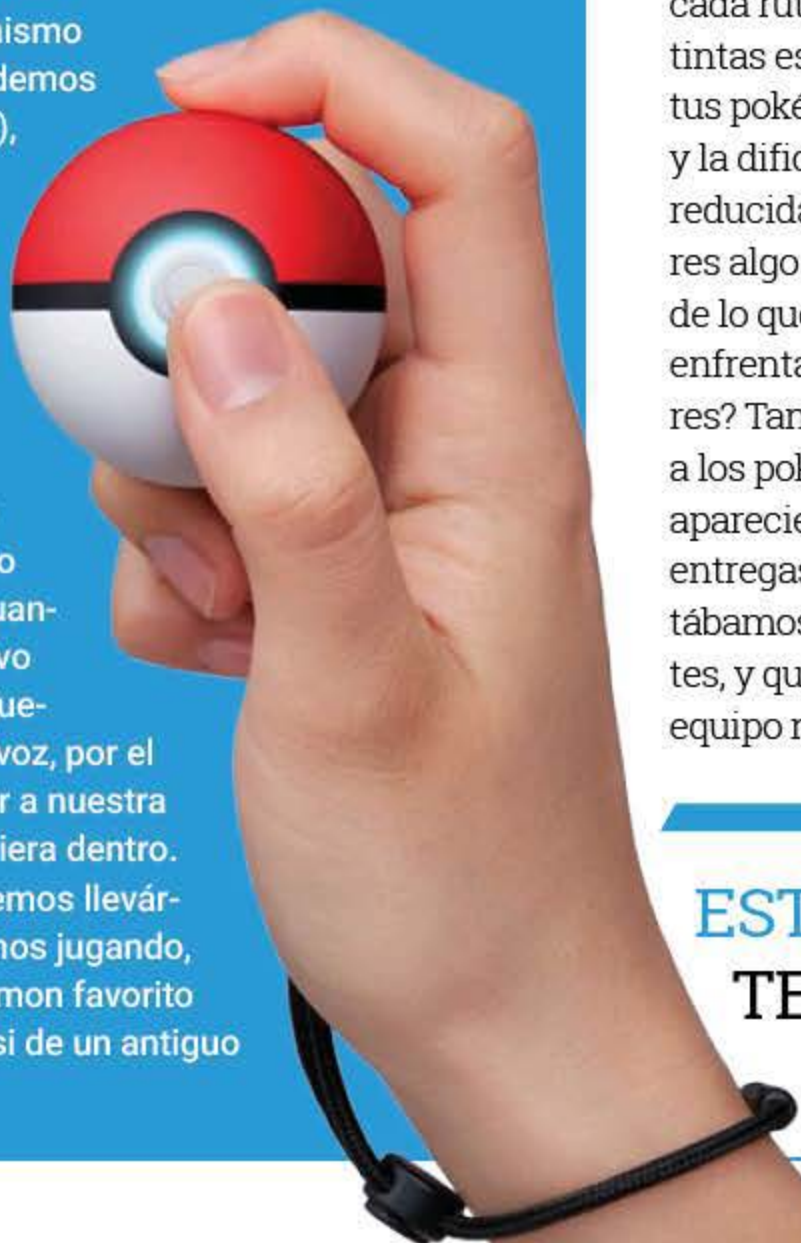 ismo
demos
),
o
uan-
vo
ue-
voz, por el
r a nuestra
iera dentro.
emos llevár-
nos jugando,
mon favorito
si de un antiguo
cada rut
tintas es
tus poké
y la dific
reducida
res algo
de lo que
enfrenta
res? Tan
a los pok
aparecie
entregas
tábamos
tes, y qu
equipo r
EST
TE